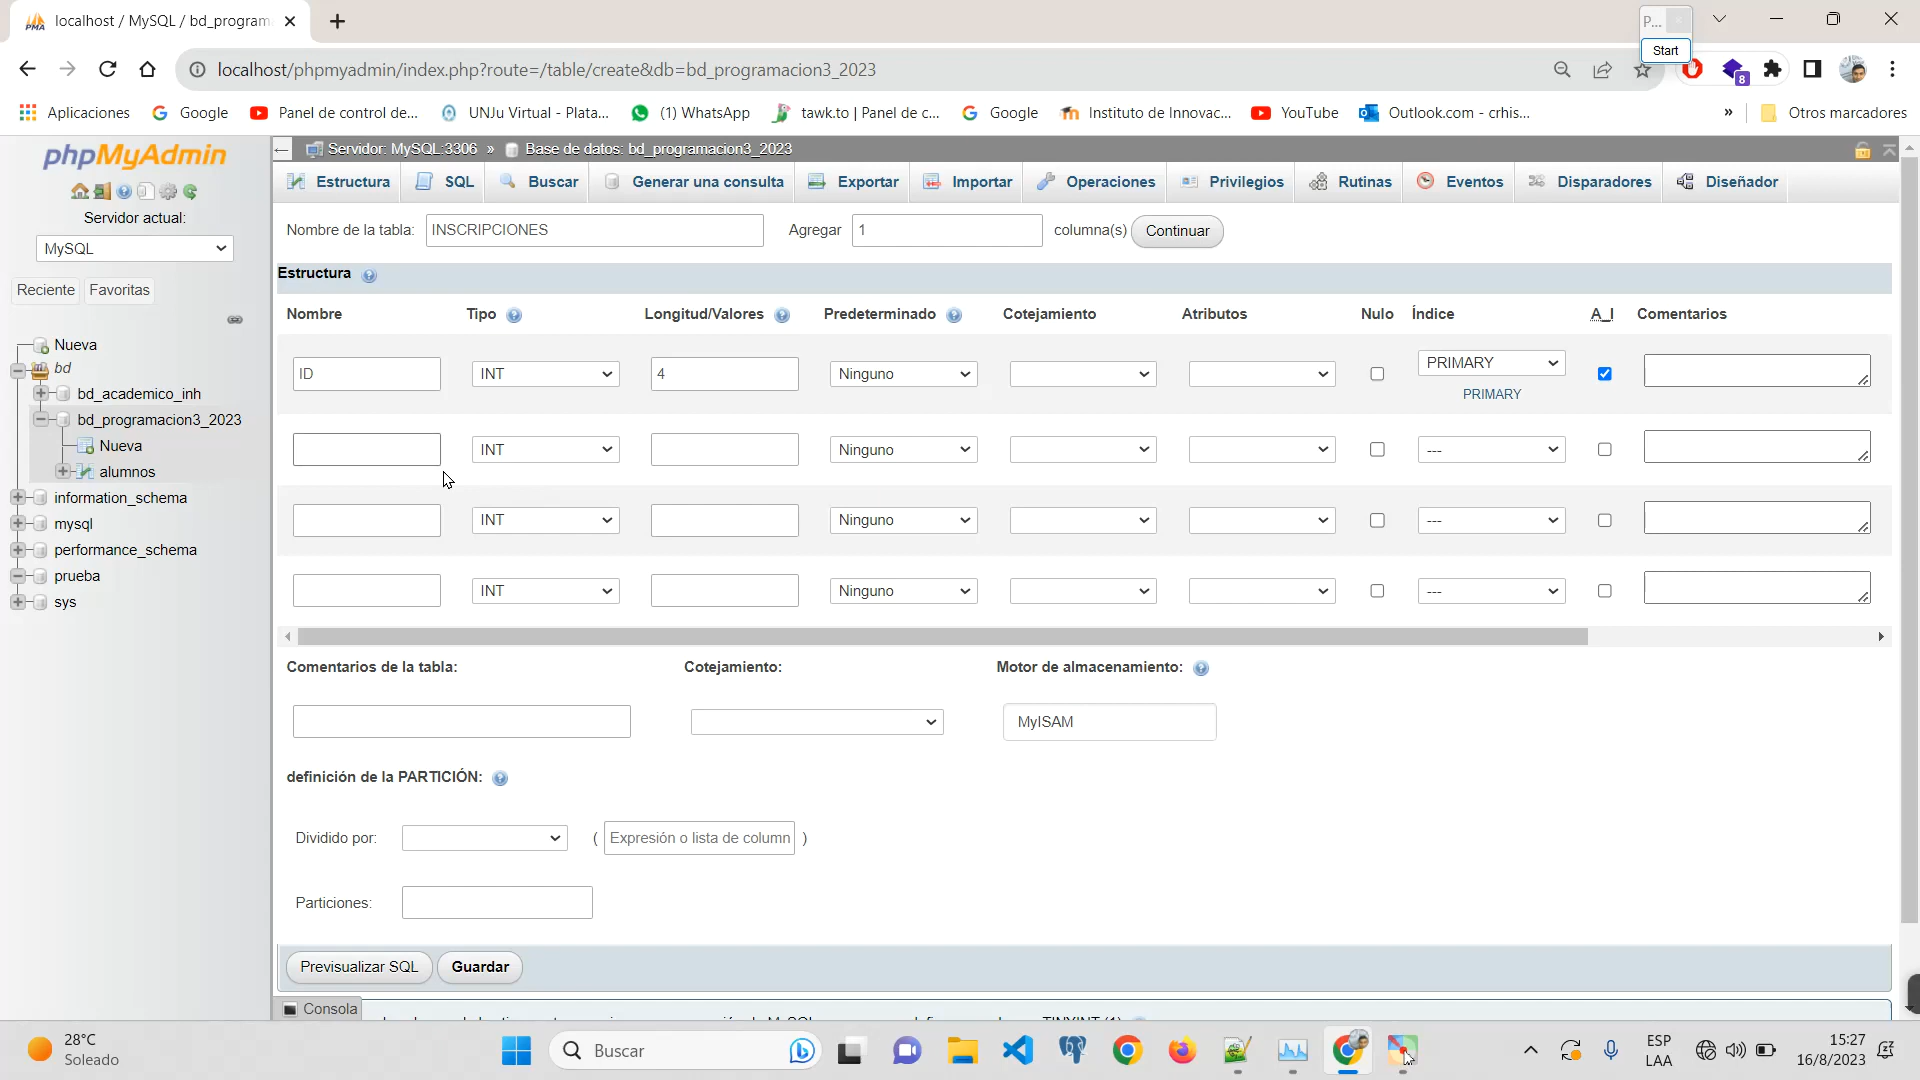 localhost / MySQL / bd_program
P...
Start
localhost/phpmyadmin/index.php?route=/table/create&db=bd_programacion3_2023
8
Aplicaciones
Google
Panel de control de...
UNJu Virtual - Plata...
(1) WhatsApp
tawk.to | Panel de c...
Google
Instituto de Innovac...
YouTube
Outlook.com - crhis...
»
Otros marcadores
phpMyAdmin
Servidor actual:
MySQL
Reciente
Favoritas
Nueva
bd
bd_academico_inh
bd_programacion3_2023
Nueva
alumnos
information_schema
mysql
performance_schema
prueba
sys
Servidor: MySQL:3306 » Base de datos: bd_programacion3_2023
Estructura
SQL
Buscar
Generar una consulta
Exportar
Importar
Operaciones
Privilegios
Rutinas
Eventos
Disparadores
Diseñador
Nombre de la tabla: INSCRIPCIONES Agregar 1 columna(s) Continuar
Estructura
Nombre Tipo Longitud/Valores Predeterminado Cotejamiento Atributos Nulo Índice A_I Comentarios
ID INT 4 Ninguno PRIMARY
PRIMARY
INT Ninguno ---
INT Ninguno ---
INT Ninguno ---
Comentarios de la tabla: Cotejamiento: Motor de almacenamiento:
MyISAM
definición de la PARTICIÓN:
Dividido por: ( Expresión o lista de column )
Particiones:
Previsualizar SQL Guardar
Consola
28°C
Soleado
Buscar
ESP
LAA
15:27
16/8/2023